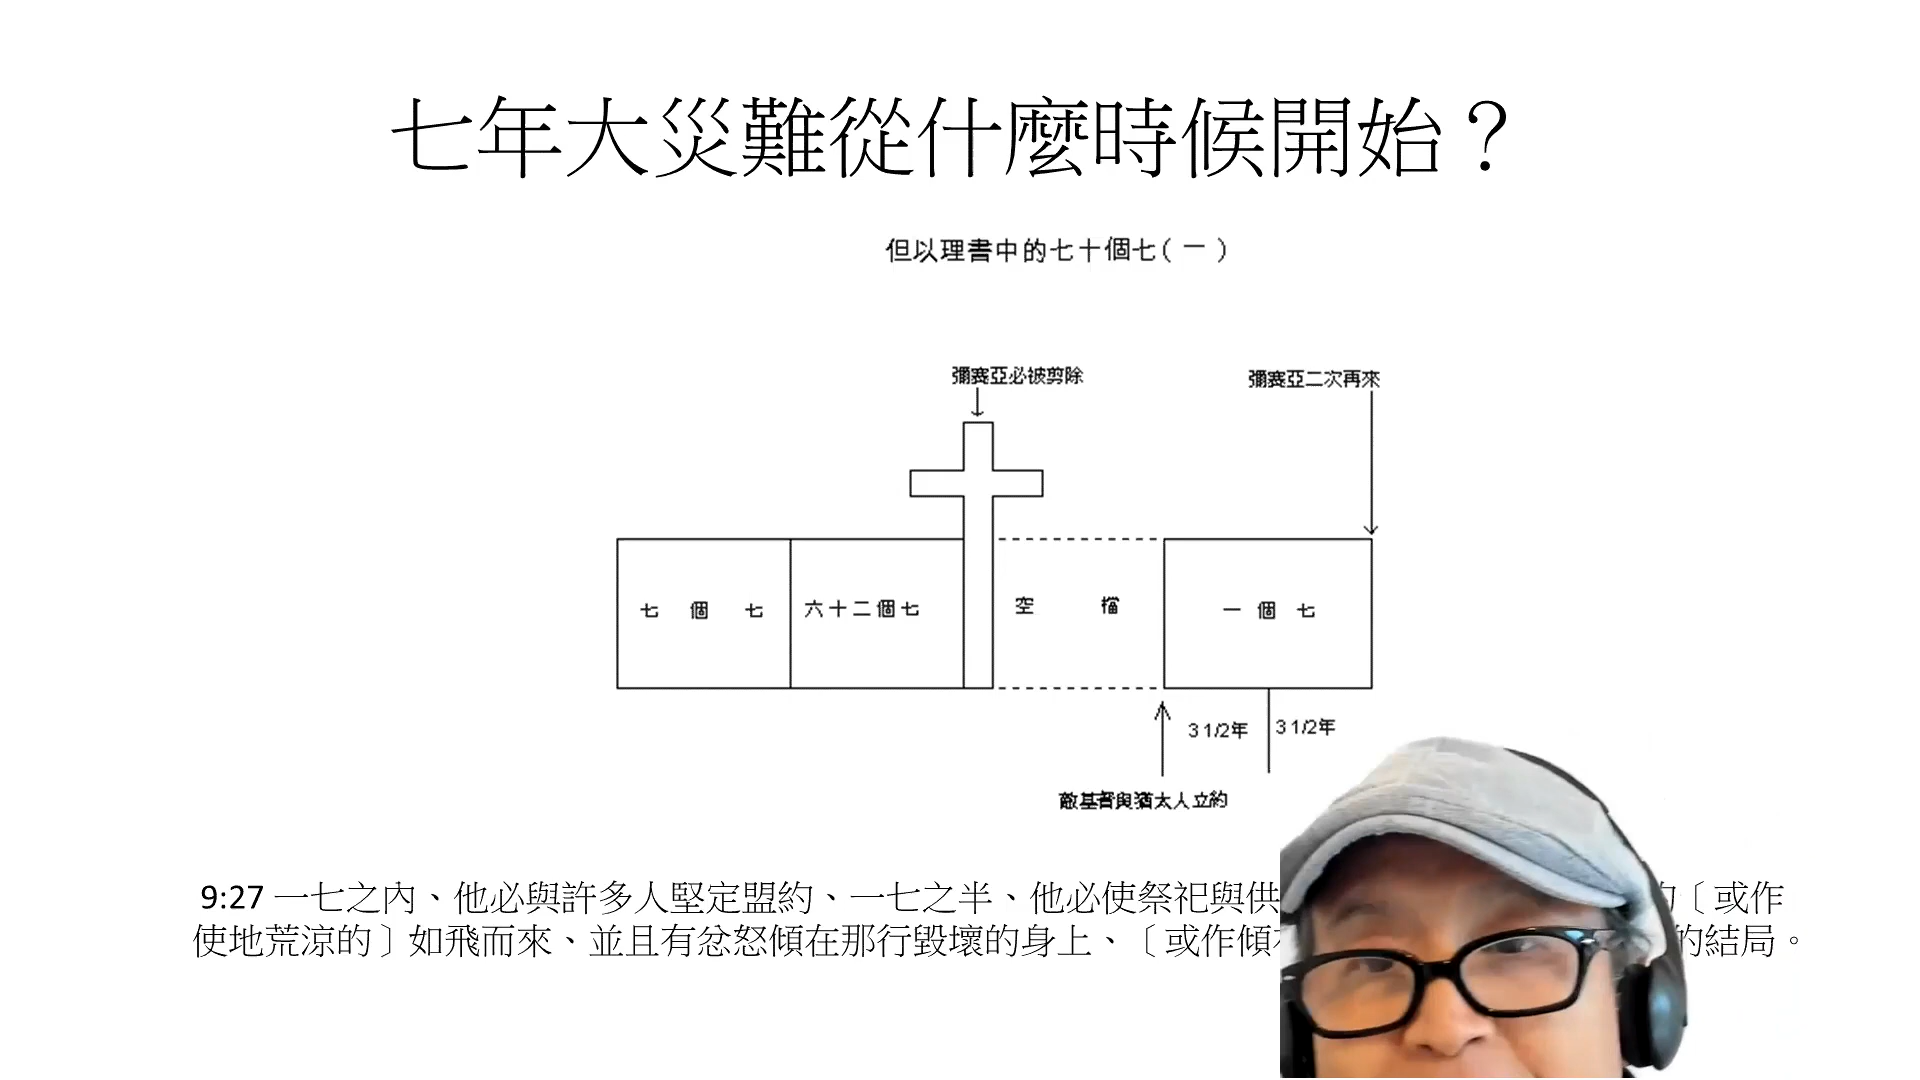 七年大災難從什麼時候開始？
但以理書中的七十個七(一)
彌賽亞必被剪除
彌賽亞二次再來
七個七
六十二個七
空檔
一個七
3 1/2年
3 1/2年
敵基督與猶太人立約
9:27 一七之內、他必與許多人堅定盟約、一七之半、他必使祭祀與供 〔或作
使地荒涼的〕如飛而來、並且有忿怒傾在那行毀壞的身上、〔或作傾 的結局。